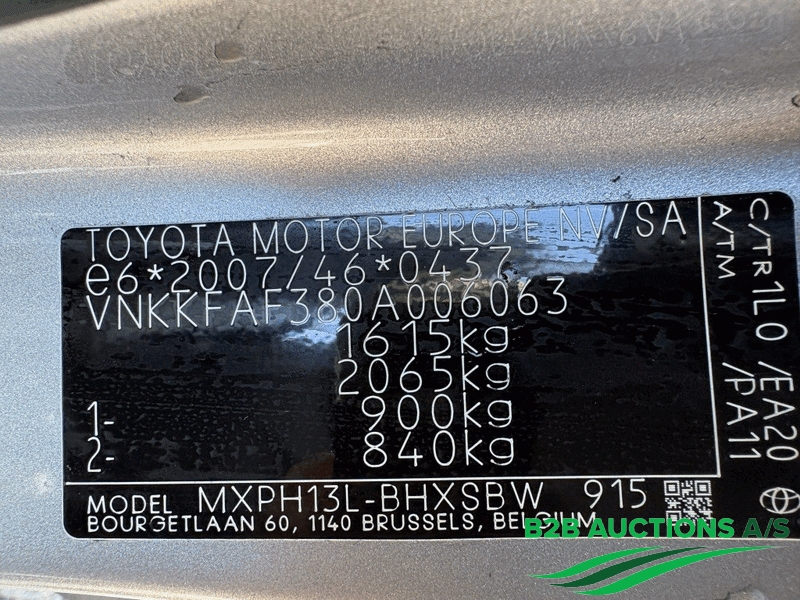 TOYOTA MOTOR EUROPE NV/SA
e6*2007/46*0437
VNKKFAF380A006063
1615kg
2065kg
1- 900kg
2- 840kg
C/TR 1L0 /EA20
A/TM /PA11
MODEL MXPH13L-BHXSBW 915
BOURGETLAAN 60, 1140 BRUSSELS, BELGIUM
B2B AUCTIONS A/S